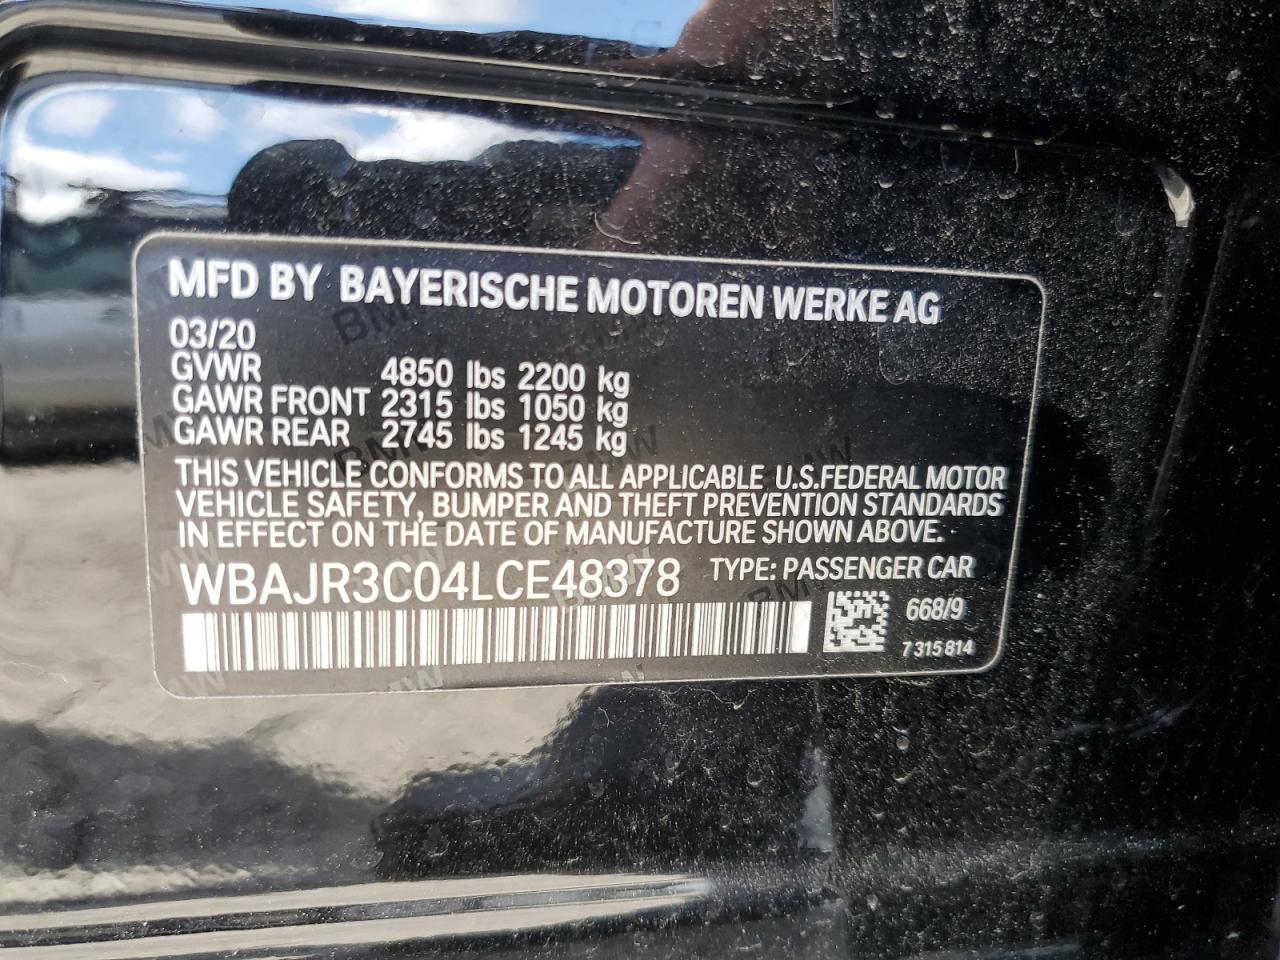 MFD BY BAYERISCHE MOTOREN WERKE AG
03/20
GVWR 4850 lbs 2200 kg
GAWR FRONT 2315 lbs 1050 kg
GAWR REAR 2745 lbs 1245 kg
THIS VEHICLE CONFORMS TO ALL APPLICABLE U.S.FEDERAL MOTOR
VEHICLE SAFETY, BUMPER AND THEFT PREVENTION STANDARDS
IN EFFECT ON THE DATE OF MANUFACTURE SHOWN ABOVE.
WBAJR3C04LCE48378 TYPE: PASSENGER CAR
668/9
7 315 814